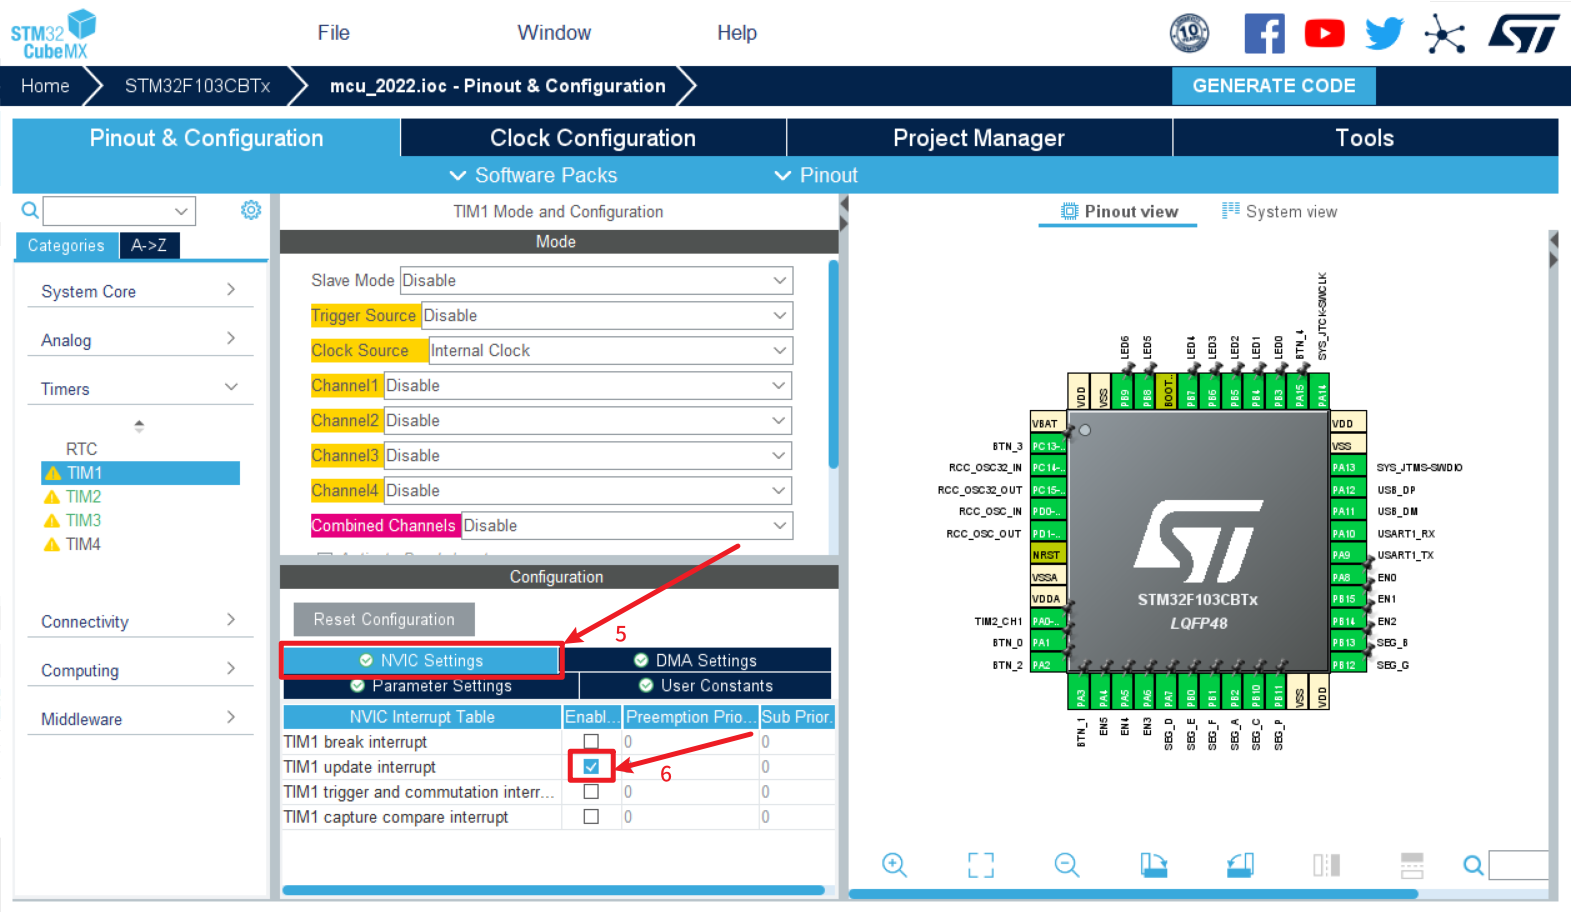 STM32
CubeMX
File
Window
Help
10
Home
STM32F103CBTx
mcu_2022.ioc - Pinout & Configuration
GENERATE CODE
Pinout & Configuration
Clock Configuration
Project Manager
Tools
Software Packs
Pinout
Categories
A->Z
System Core
Analog
Timers
RTC
TIM1
TIM2
TIM3
TIM4
Connectivity
Computing
Middleware
TIM1 Mode and Configuration
Mode
Slave Mode Disable
Trigger Source Disable
Clock Source Internal Clock
Channel1 Disable
Channel2 Disable
Channel3 Disable
Channel4 Disable
Combined Channels Disable
Configuration
Reset Configuration
5
NVIC Settings
DMA Settings
Parameter Settings
User Constants
NVIC Interrupt Table Enabl... Preemption Prio... Sub Prior.
TIM1 break interrupt 0 0
TIM1 update interrupt 0
6
TIM1 trigger and commutation interr... 0 0
TIM1 capture compare interrupt 0 0
Pinout view
System view
LED6
LED5
LED4
LED3
LED2
LED1
LED0
BTN_4
SYS_JTCK-SWCLK
VDD
VSS
PB9
PB8
BOOT..
PB7
PB6
PB5
PB4
PB3
PA15
PA14
VBAT
BTN_3 PC13-..
RCC_OSC32_IN PC14-..
RCC_OSC32_OUT PC15-..
RCC_OSC_IN PD0-..
RCC_OSC_OUT PD1-..
NRST
VSSA
VDDA
TIM2_CH1 PA0-..
BTN_0 PA1
BTN_2 PA2
STM32F103CBTx
LQFP48
VDD
VSS
PA13 SYS_JTMS-SWDIO
PA12 USB_DP
PA11 USB_DM
PA10 USART1_RX
PA9 USART1_TX
PA8 EN0
PB15 EN1
PB14 EN2
PB13 SEG_B
PB12 SEG_G
PA3
PA4
PA5
PA6
PA7
PB0
PB1
PB2
PB10
PB11
VSS
VDD
BTN_1
EN5
EN4
EN3
SEG_D
SEG_E
SEG_F
SEG_A
SEG_C
SEG_P